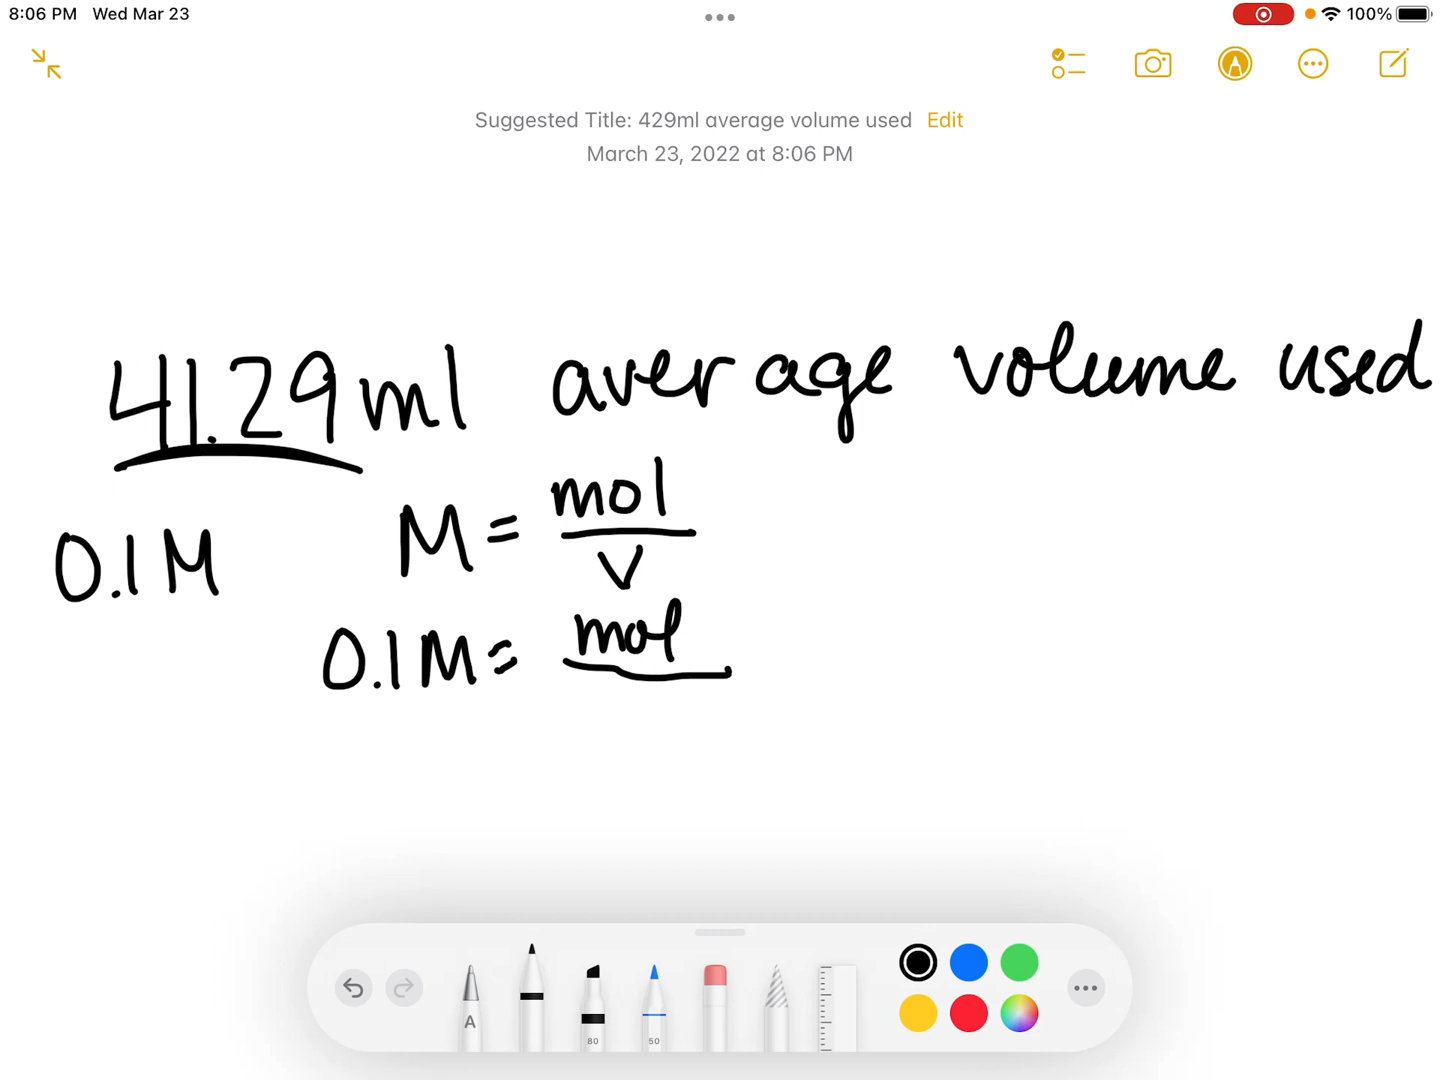 8:06 PM Wed Mar 23
100%
Suggested Title: 429ml average volume used Edit
March 23, 2022 at 8:06 PM
41.29ml average volume used
0.1M
M = mol
V
0.1M = mol
A
80
50